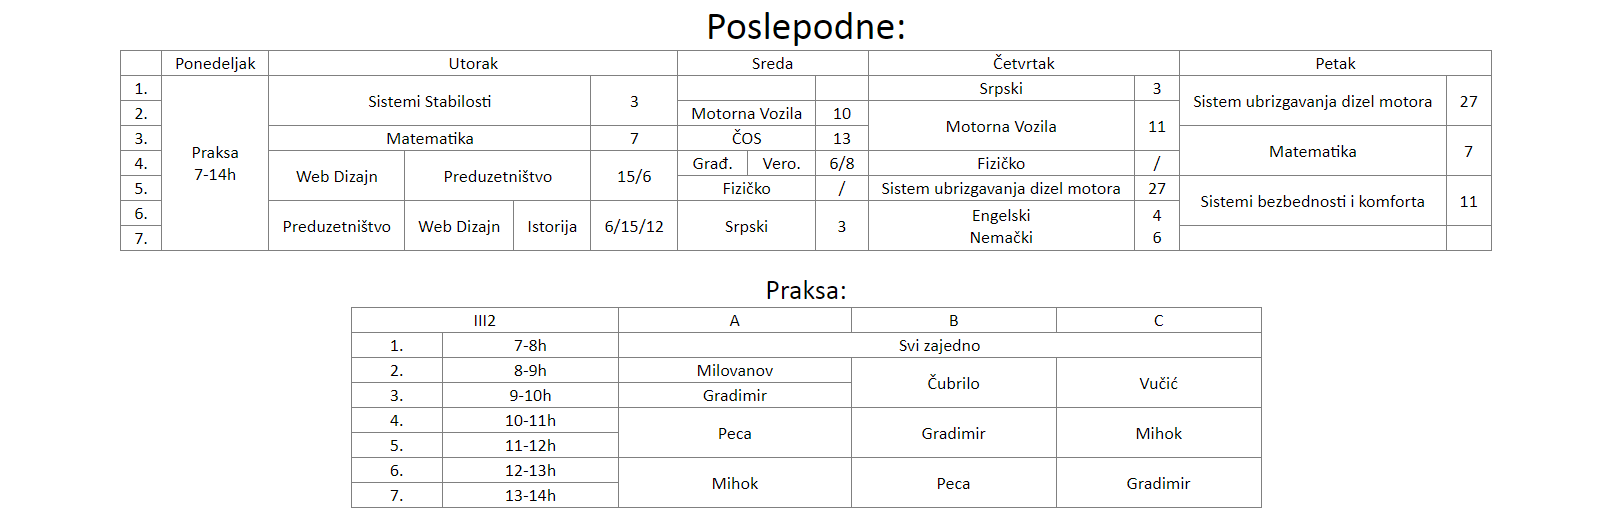 Poslepodne:
Ponedeljak Utorak Sreda Četvrtak Petak
1. Praksa 7-14h Sistemi Stabilosti 3 Srpski 3 Sistem ubrizgavanja dizel motora 27
2. Motorna Vozila 10 Motorna Vozila 11
3. Matematika 7 ČOS 13 Matematika 7
4. Web Dizajn Preduzetništvo 15/6 Građ. Vero. 6/8 Fizičko /
5. Fizičko / Sistem ubrizgavanja dizel motora 27 Sistemi bezbednosti i komforta 11
6. Preduzetništvo Web Dizajn Istorija 6/15/12 Srpski 3 Engelski 4
7. Nemački 6
Praksa:
III2 A B C
1. 7-8h Svi zajedno
2. 8-9h Milovanov Čubrilo Vučić
3. 9-10h Gradimir
4. 10-11h Peca Gradimir Mihok
5. 11-12h
6. 12-13h Mihok Peca Gradimir
7. 13-14h